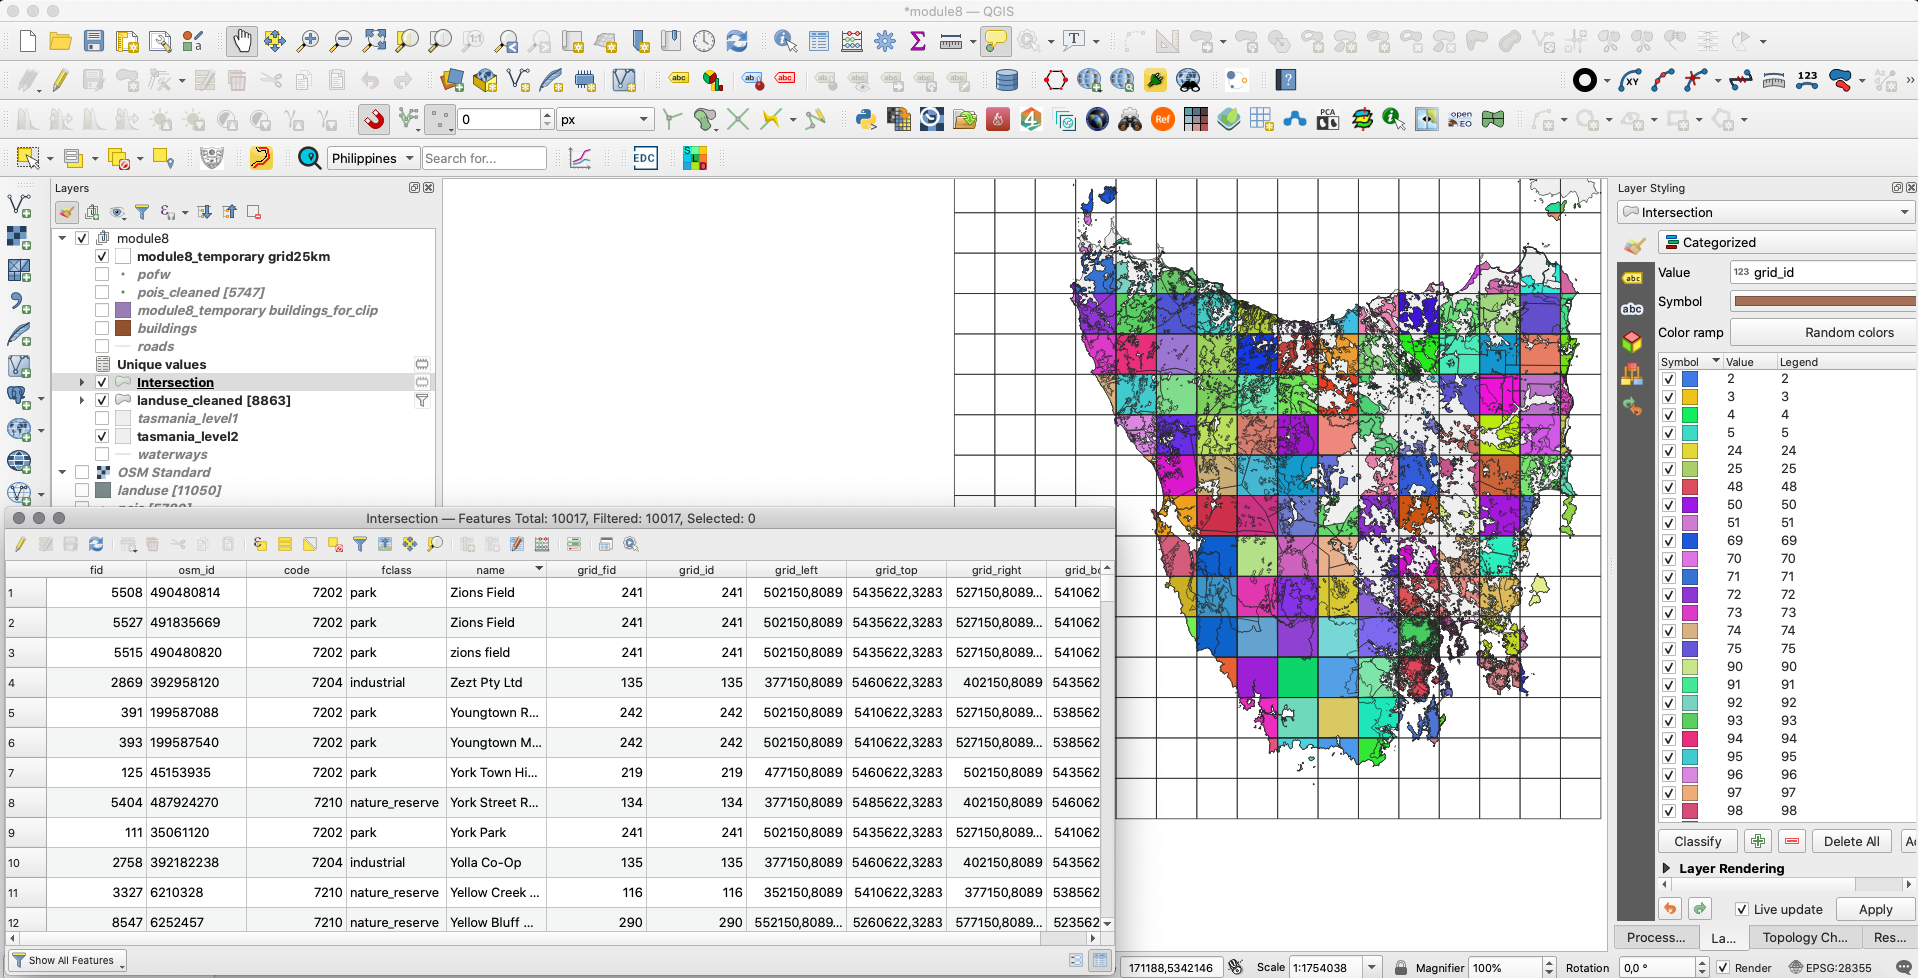 *module8 — QGIS
abc
abc
abc
XY
123
0
px
Ref
PCA
open EO
Philippines
Search for...
EDC
SLD
Layers
module8
module8_temporary grid25km
pofw
pois_cleaned [5747]
module8_temporary buildings_for_clip
buildings
roads
Unique values
Intersection
landuse_cleaned [8863]
tasmania_level1
tasmania_level2
waterways
OSM Standard
landuse [11050]
Layer Styling
Intersection
Categorized
Value 123 grid_id
Symbol
Color ramp Random colors
Symbol Value Legend
2 2
3 3
4 4
5 5
24 24
25 25
48 48
50 50
51 51
69 69
70 70
71 71
72 72
73 73
74 74
75 75
90 90
91 91
92 92
93 93
94 94
95 95
96 96
97 97
98 98
Classify Delete All
Layer Rendering
Live update Apply
Process... La... Topology Ch... Res...
Intersection — Features Total: 10017, Filtered: 10017, Selected: 0
fid osm_id code fclass name grid_fid grid_id grid_left grid_top grid_right grid_bo
1 5508 490480814 7202 park Zions Field 241 241 502150,8089 5435622,3283 527150,8089... 541062
2 5527 491835669 7202 park Zions Field 241 241 502150,8089 5435622,3283 527150,8089... 541062
3 5515 490480820 7202 park zions field 241 241 502150,8089 5435622,3283 527150,8089... 541062
4 2869 392958120 7204 industrial Zezt Pty Ltd 135 135 377150,8089 5460622,3283 402150,8089 543562
5 391 199587088 7202 park Youngtown R... 242 242 502150,8089 5410622,3283 527150,8089... 538562
6 393 199587540 7202 park Youngtown M... 242 242 502150,8089 5410622,3283 527150,8089... 538562
7 125 45153935 7202 park York Town Hi... 219 219 477150,8089 5460622,3283 502150,8089 543562
8 5404 487924270 7210 nature_reserve York Street R... 134 134 377150,8089 5485622,3283 402150,8089 546062
9 111 35061120 7202 park York Park 241 241 502150,8089 5435622,3283 527150,8089... 541062
10 2758 392182238 7204 industrial Yolla Co-Op 135 135 377150,8089 5460622,3283 402150,8089 543562
11 3327 6210328 7210 nature_reserve Yellow Creek ... 116 116 352150,8089 5410622,3283 377150,8089 538562
12 8547 6252457 7210 nature_reserve Yellow Bluff ... 290 290 552150,8089... 5260622,3283 577150,8089... 523562
Show All Features
171188,5342146 Scale 1:1754038 Magnifier 100% Rotation 0,0 ° Render EPSG:28355